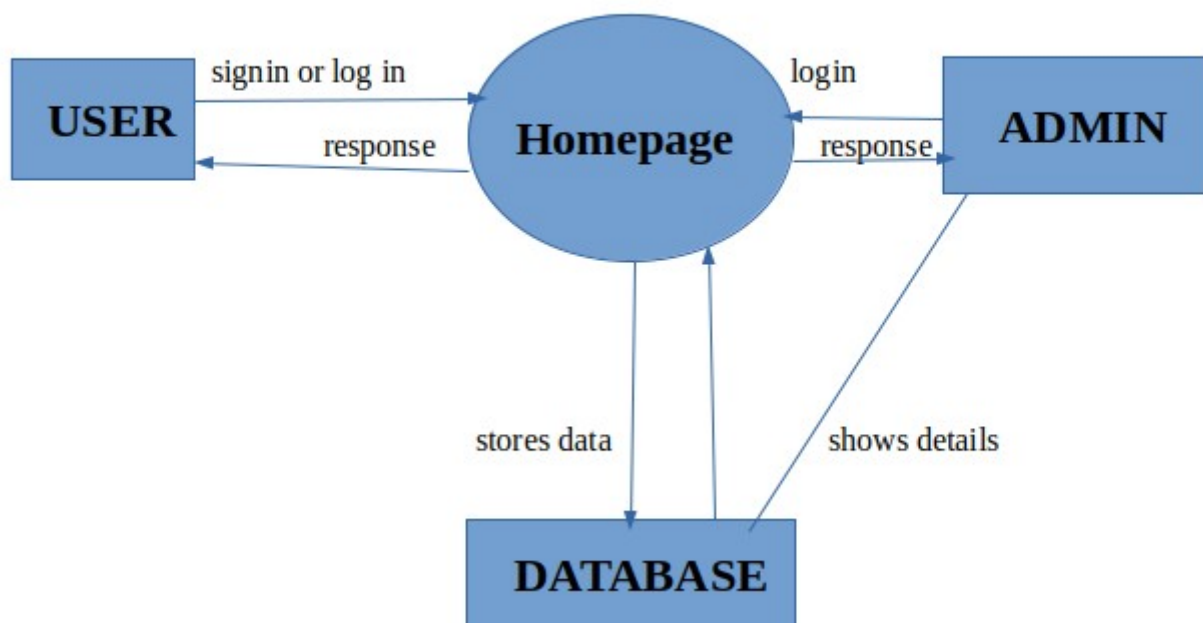 signin or log in
login
USER
Homepage
ADMIN
response
response
stores data
shows details
DATABASE